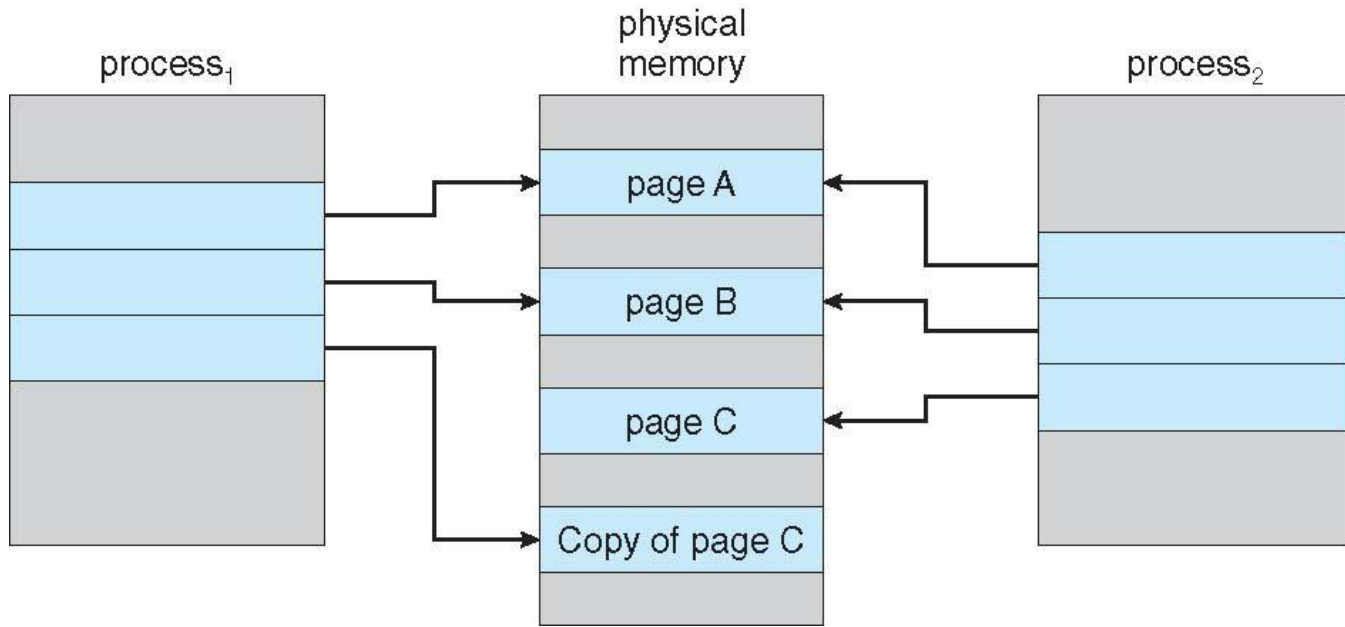 process₁
physical
memory
process₂
page A
page B
page C
Copy of page C